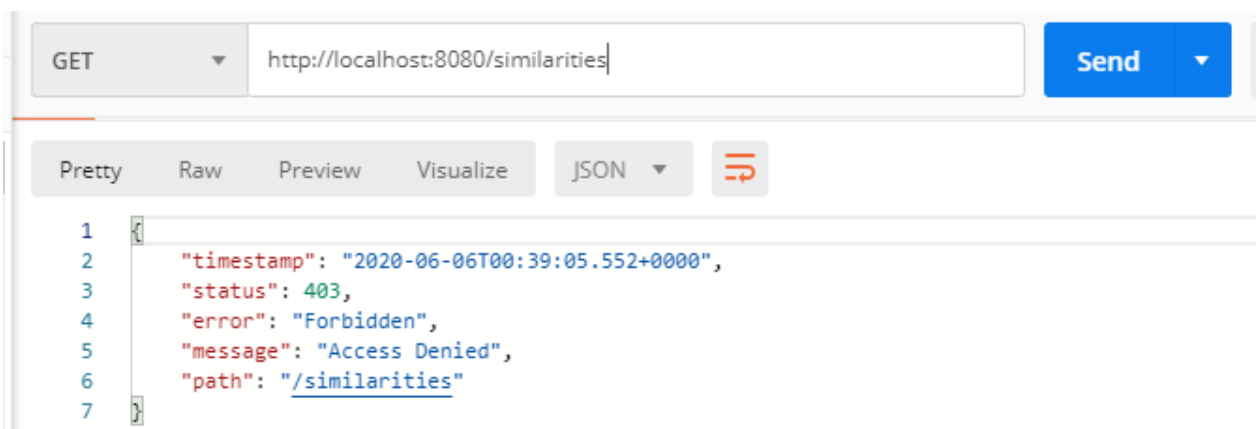 GET http://localhost:8080/similarities Send
Pretty Raw Preview Visualize JSON
1 {
2 "timestamp": "2020-06-06T00:39:05.552+0000",
3 "status": 403,
4 "error": "Forbidden",
5 "message": "Access Denied",
6 "path": "/similarities"
7 }